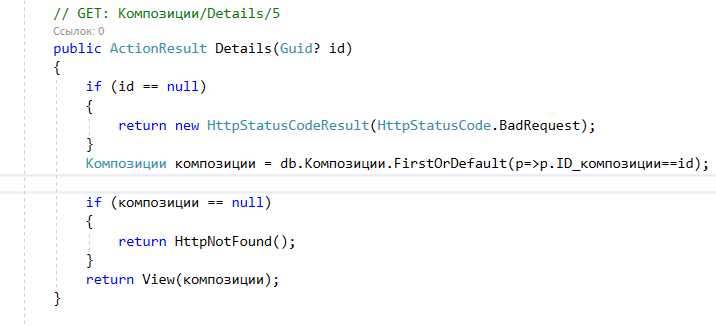 // GET: Композиции/Details/5
Ссылок: 0
public ActionResult Details(Guid? id)
{
if (id == null)
{
return new HttpStatusCodeResult(HttpStatusCode.BadRequest);
}
Композиции композиции = db.Композиции.FirstOrDefault(p=>p.ID_композиции==id);
if (композиции == null)
{
return HttpNotFound();
}
return View(композиции);
}